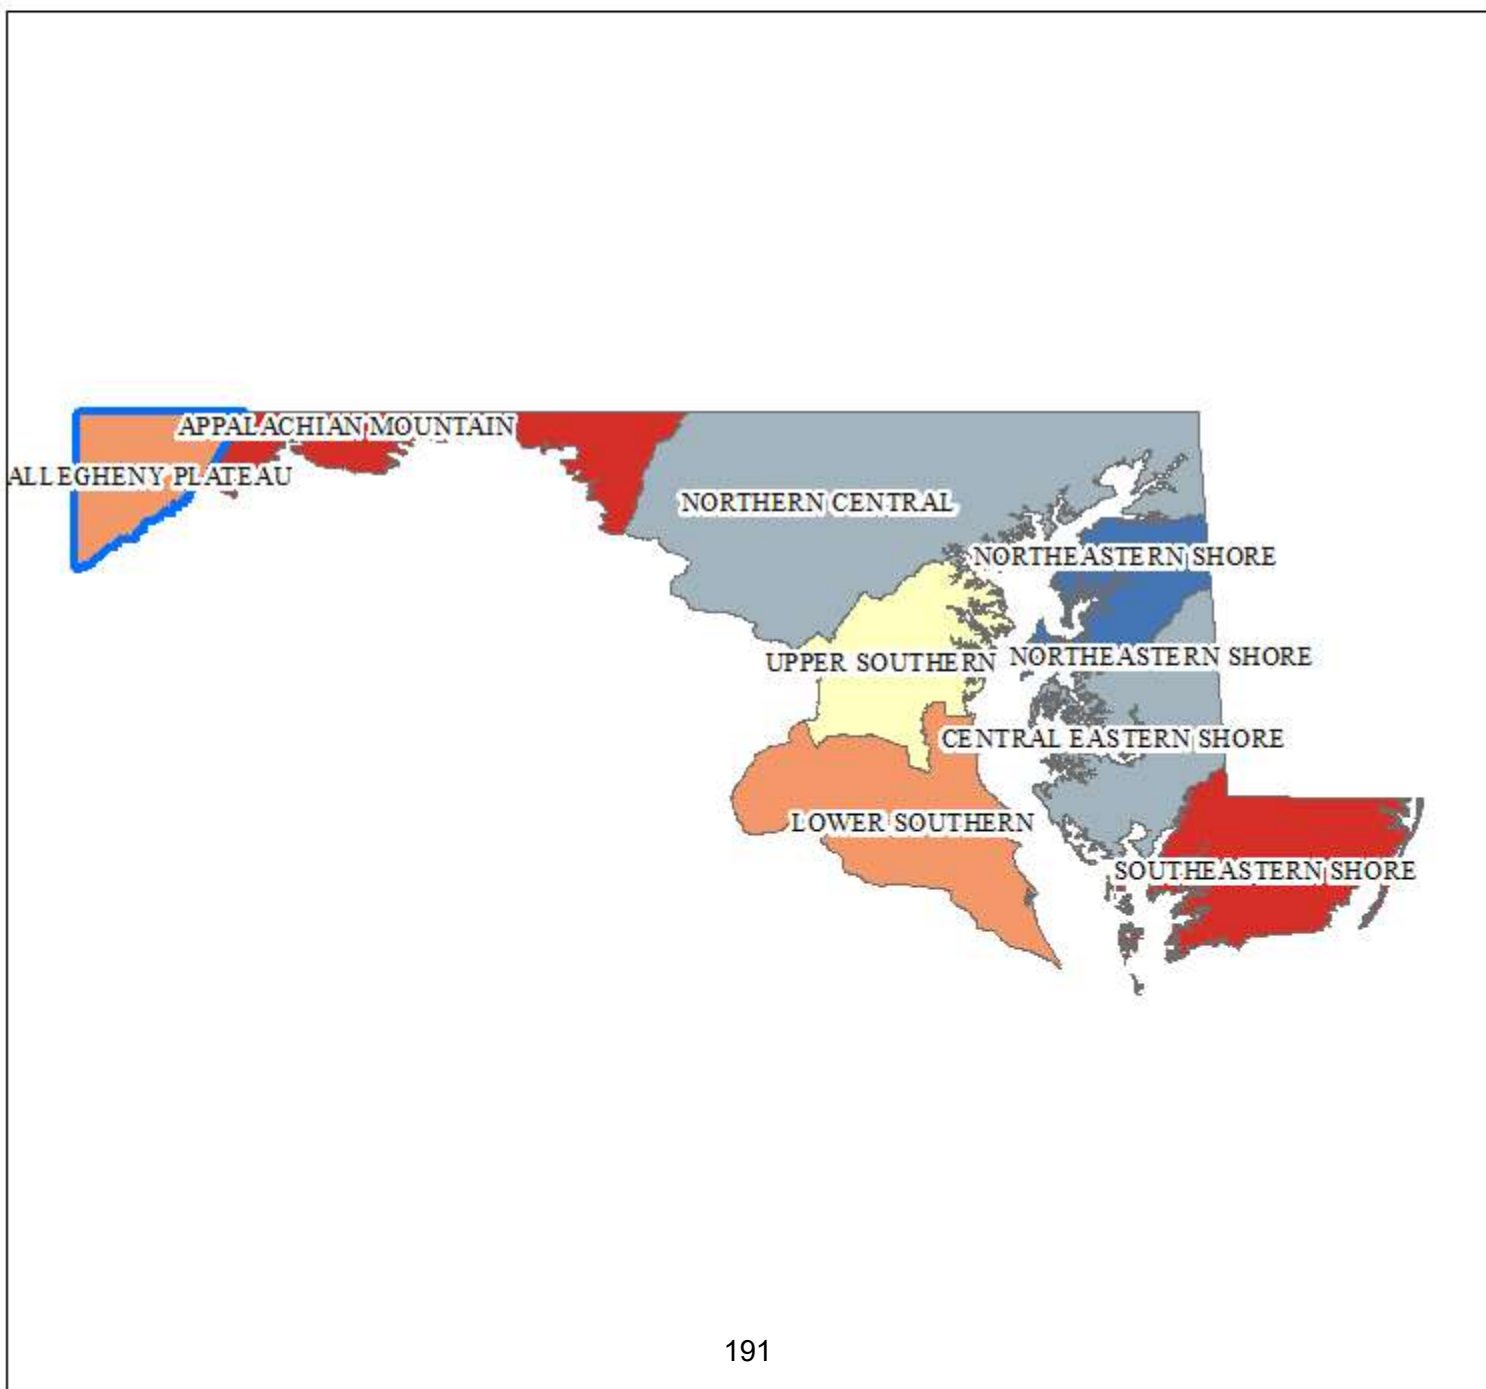 APPALACHIAN MOUNTAIN
ALLEGHENY PLATEAU
NORTHERN CENTRAL
NORTHEASTERN SHORE
UPPER SOUTHERN
NORTHEASTERN SHORE
CENTRAL EASTERN SHORE
LOWER SOUTHERN
SOUTHEASTERN SHORE
191